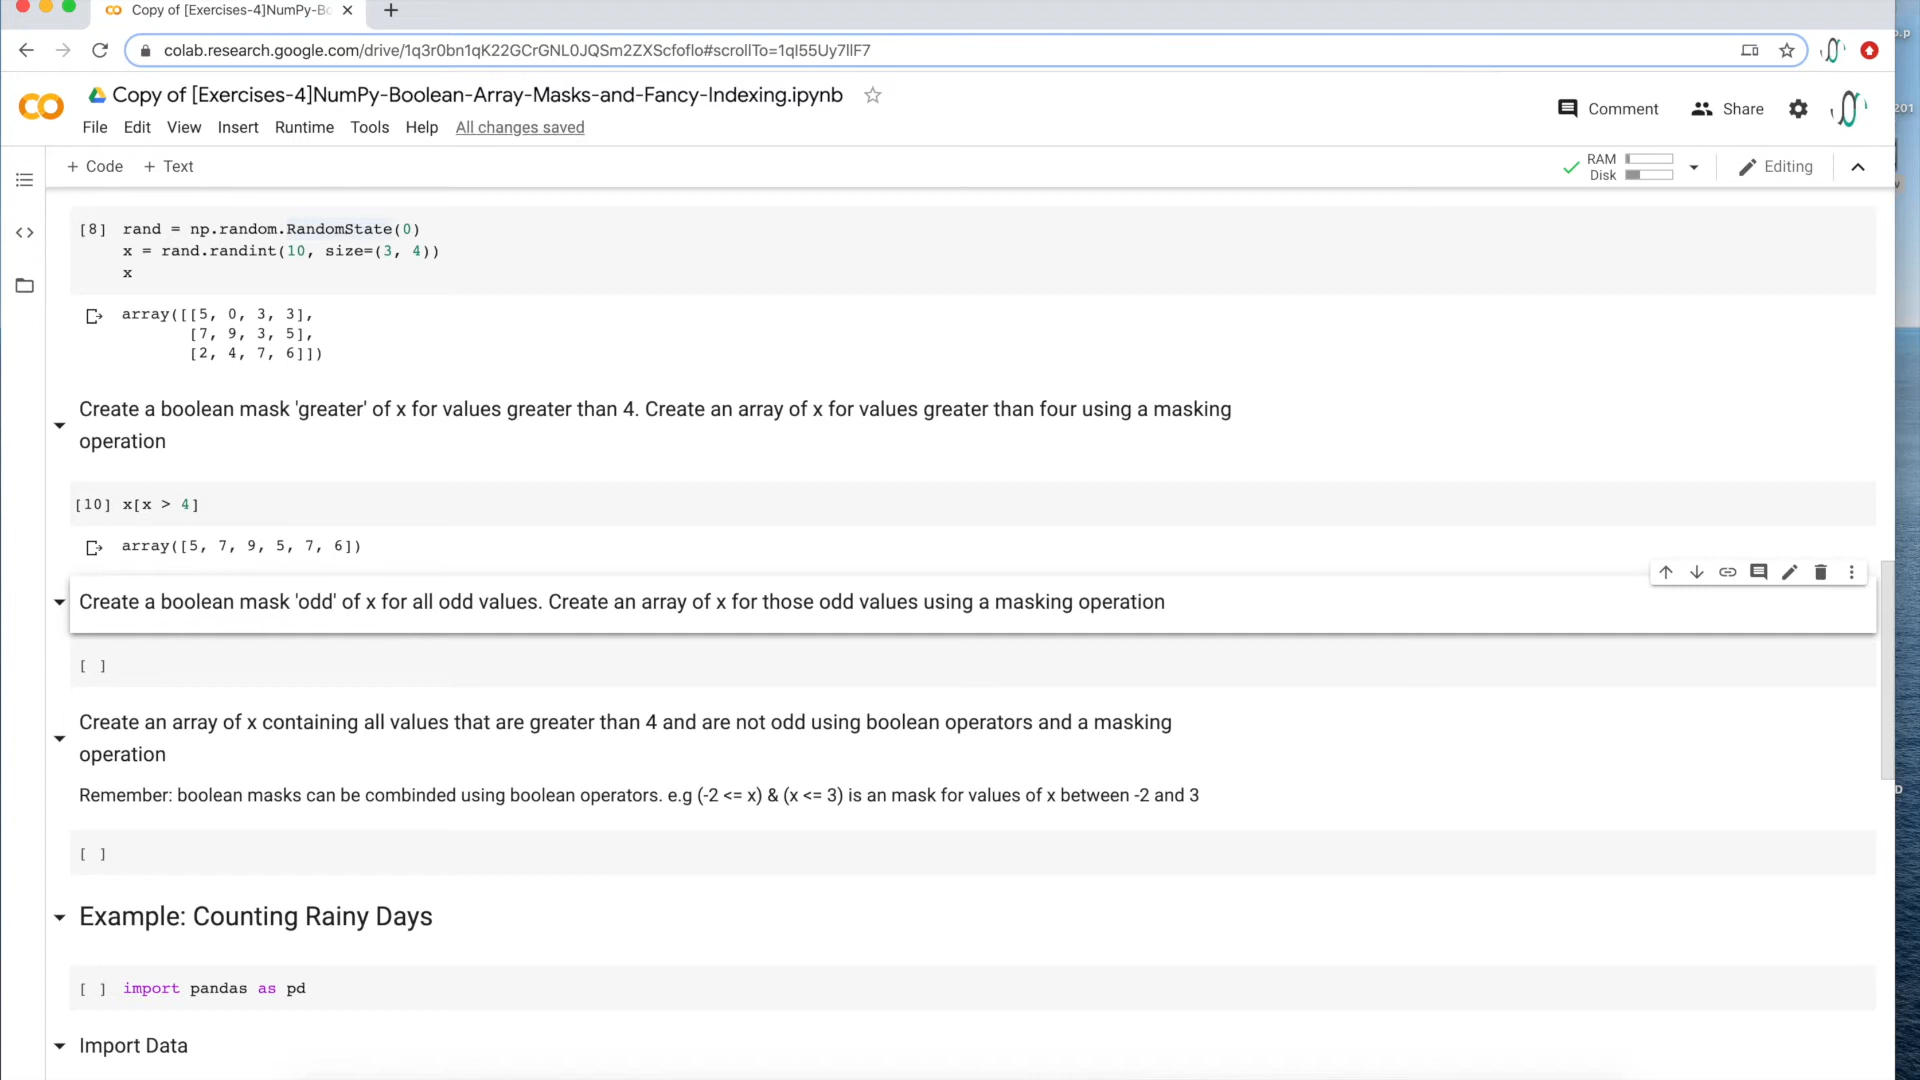 Copy of [Exercises-4]NumPy-Bo
colab.research.google.com/drive/1q3r0bn1qK22GCrGNL0JQSm2ZXScfoflo#scrollTo=1qI55Uy7lIF7
Copy of [Exercises-4]NumPy-Boolean-Array-Masks-and-Fancy-Indexing.ipynb
Comment
Share
File Edit View Insert Runtime Tools Help All changes saved
+ Code + Text
RAM
Disk
Editing
[8] rand = np.random.RandomState(0)
x = rand.randint(10, size=(3, 4))
x
array([[5, 0, 3, 3],
[7, 9, 3, 5],
[2, 4, 7, 6]])
Create a boolean mask 'greater' of x for values greater than 4. Create an array of x for values greater than four using a masking
operation
[10] x[x > 4]
array([5, 7, 9, 5, 7, 6])
Create a boolean mask 'odd' of x for all odd values. Create an array of x for those odd values using a masking operation
[ ]
Create an array of x containing all values that are greater than 4 and are not odd using boolean operators and a masking
operation
Remember: boolean masks can be combinded using boolean operators. e.g (-2 <= x) & (x <= 3) is an mask for values of x between -2 and 3
[ ]
Example: Counting Rainy Days
[ ] import pandas as pd
Import Data